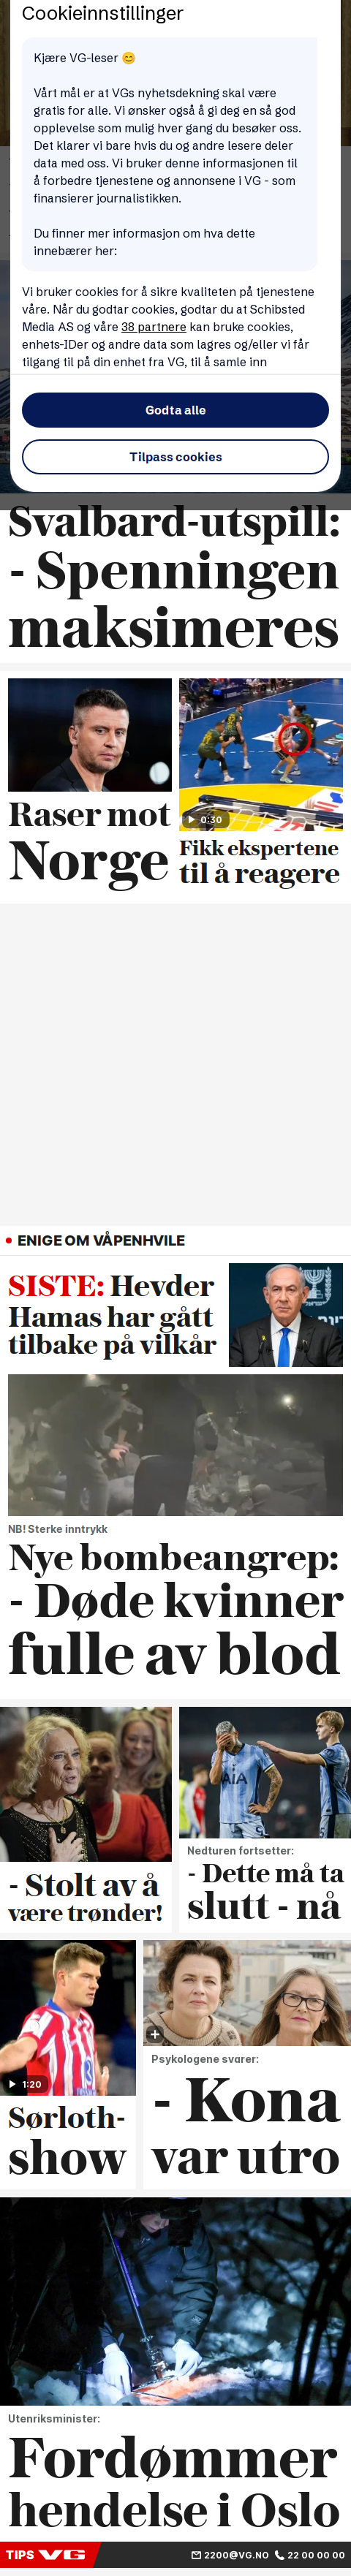 Cookieinnstillinger
Kjære VG-leser 😊
Vårt mål er at VGs nyhetsdekning skal være
gratis for alle. Vi ønsker også å gi deg en så god
opplevelse som mulig hver gang du besøker oss.
Det klarer vi bare hvis du og andre lesere deler
data med oss. Vi bruker denne informasjonen til
å forbedre tjenestene og annonsene i VG - som
finansierer journalistikken.
Du finner mer informasjon om hva dette
innebærer her:
Vi bruker cookies for å sikre kvaliteten på tjenestene
våre. Når du godtar cookies, godtar du at Schibsted
Media AS og våre 38 partnere kan bruke cookies,
enhets-IDer og andre data som lagres og/eller vi får
tilgang til på din enhet fra VG, til å samle inn
Godta alle
Tilpass cookies
Svalbard-utspill:
- Spenningen
maksimeres
Raser mot
Norge
0:30
Fikk ekspertene
til å reagere
ENIGE OM VÅPENHVILE
SISTE: Hevder
Hamas har gått
tilbake på vilkår
NB! Sterke inntrykk
Nye bombeangrep:
- Døde kvinner
fulle av blod
- Stolt av å
være trønder!
AIA
Nedturen fortsetter:
- Dette må ta
slutt - nå
1:20
Sørloth-
show
Psykologene svarer:
- Kona
var utro
Utenriksminister:
Fordømmer
hendelse i Oslo
TIPS VG
2200@VG.NO 22 00 00 00